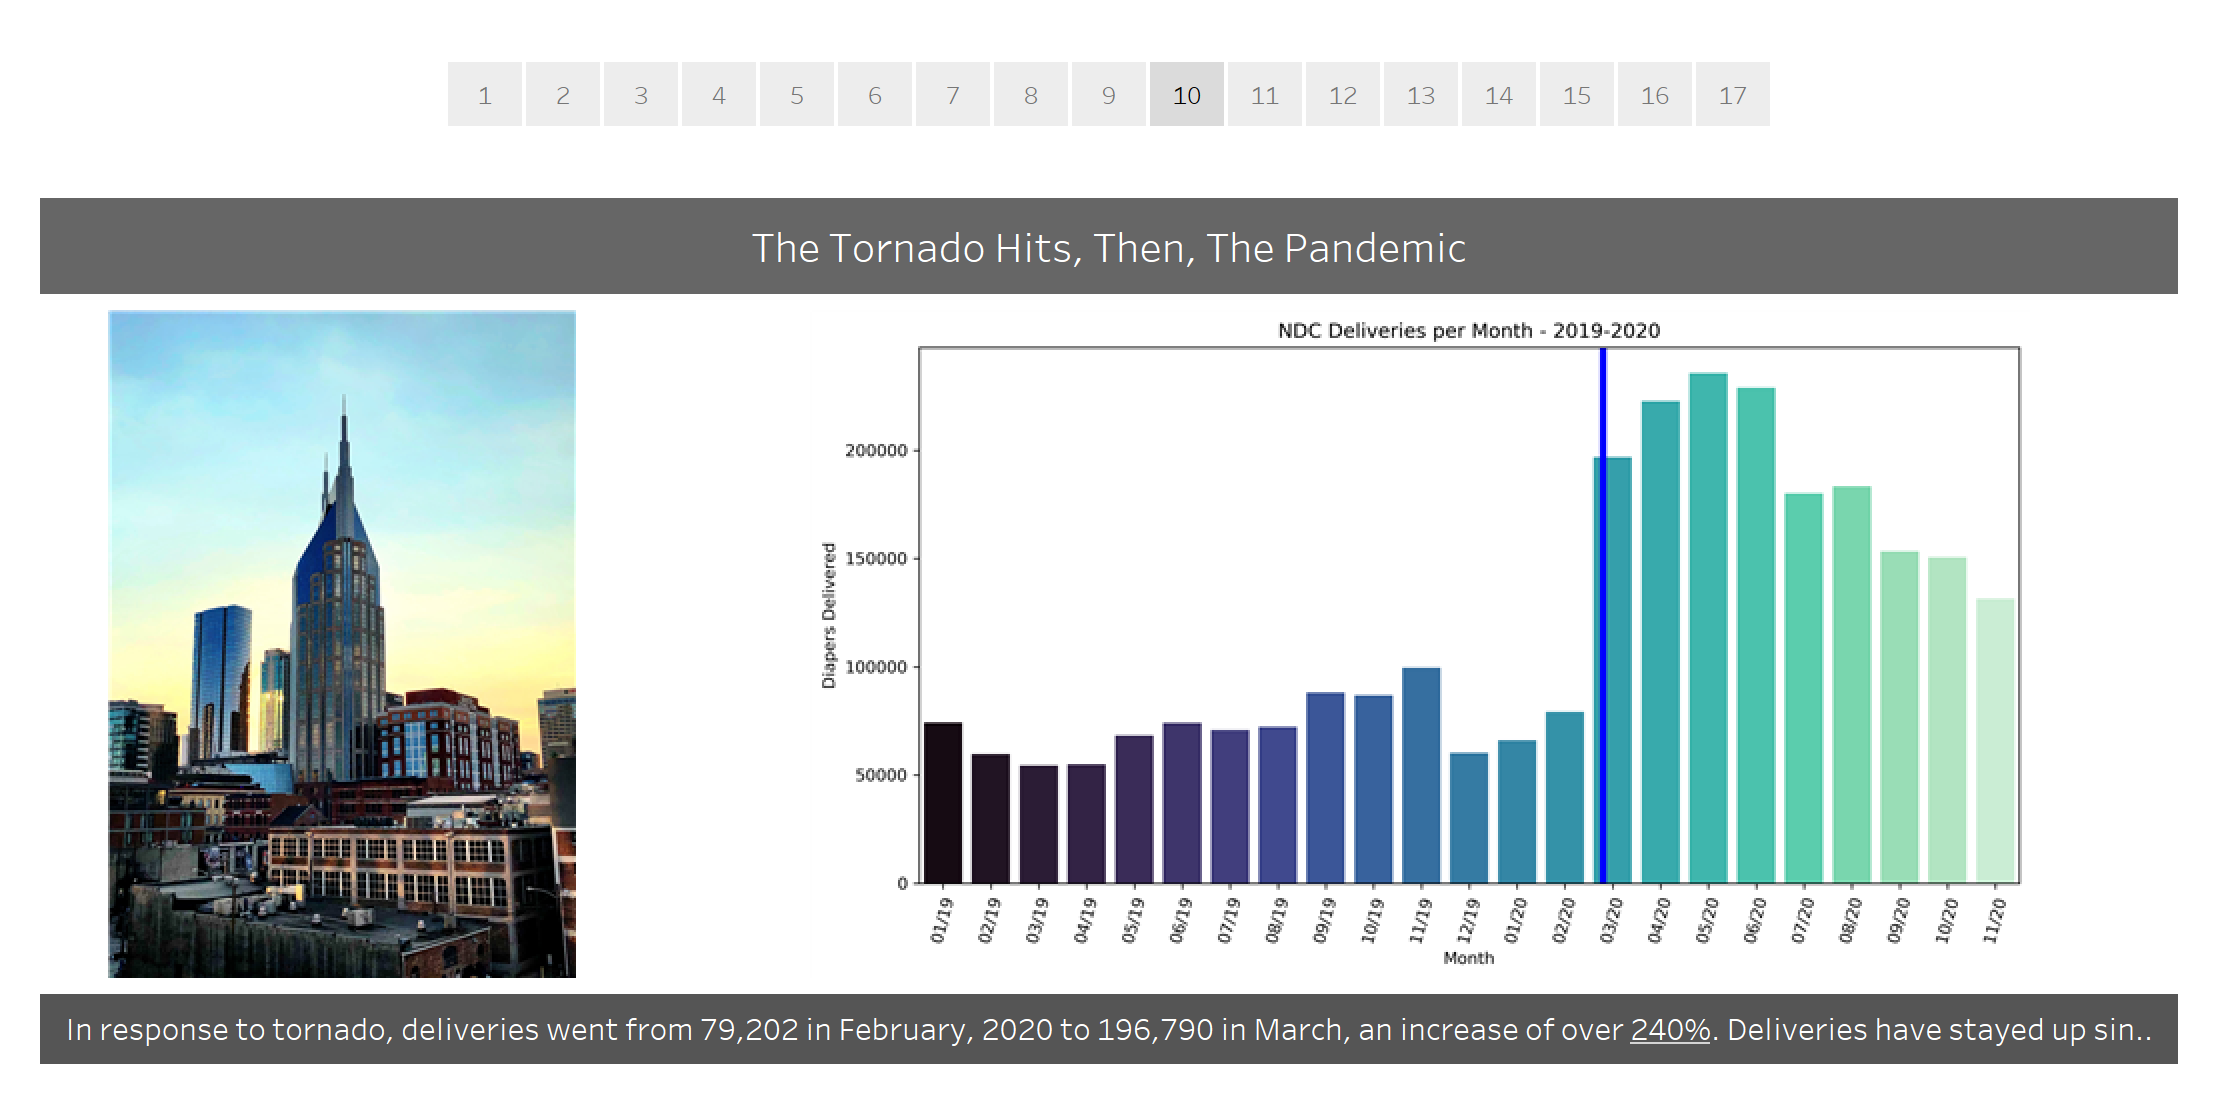 1 2 3 4 5 6 7 8 9 10 11 12 13 14 15 16 17
The Tornado Hits, Then, The Pandemic
NDC Deliveries per Month - 2019-2020
Diapers Delivered
200000
150000
100000
50000
0
01/19 02/19 03/19 04/19 05/19 06/19 07/19 08/19 09/19 10/19 11/19 12/19 01/20 02/20 03/20 04/20 05/20 06/20 07/20 08/20 09/20 10/20 11/20
Month
In response to tornado, deliveries went from 79,202 in February, 2020 to 196,790 in March, an increase of over 240%. Deliveries have stayed up sin..